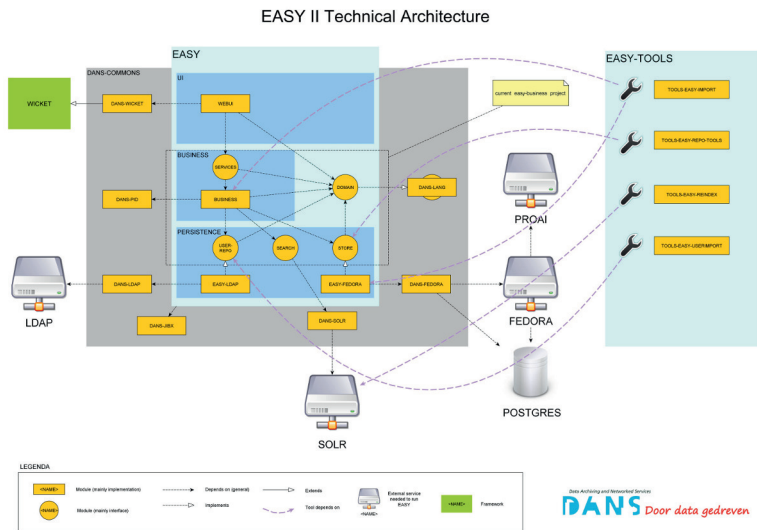 EASY II Technical Architecture
EASY
EASY-TOOLS
DANS-COMMONS
UI
WICKET
DANS-WICKET
WEBUI
current easy-business project
TOOLS-EASY-IMPORT
TOOLS-EASY-REPO-TOOLS
BUSINESS
SERVICES
DOMAIN
DANS-LANG
DANS-PID
BUSINESS
PROAI
TOOLS-EASY-REINDEX
PERSISTENCE
USER-
REPO
SEARCH
STORE
TOOLS-EASY-USERIMPORT
DANS-LDAP
EASY-LDAP
EASY-FEDORA
DANS-FEDORA
LDAP
FEDORA
DANS-JIBX
DANS-SOLR
POSTGRES
SOLR
LEGENDA
<NAME>
Module (mainly implementation)
Depends on (general)
Extends
External service
needed to run
EASY
<NAME>
Framework
Implements
<NAME>
Module (mainly interface)
Tool depends on
<NAME>
Data Archiving and Networked Services
DANS Door data gedreven